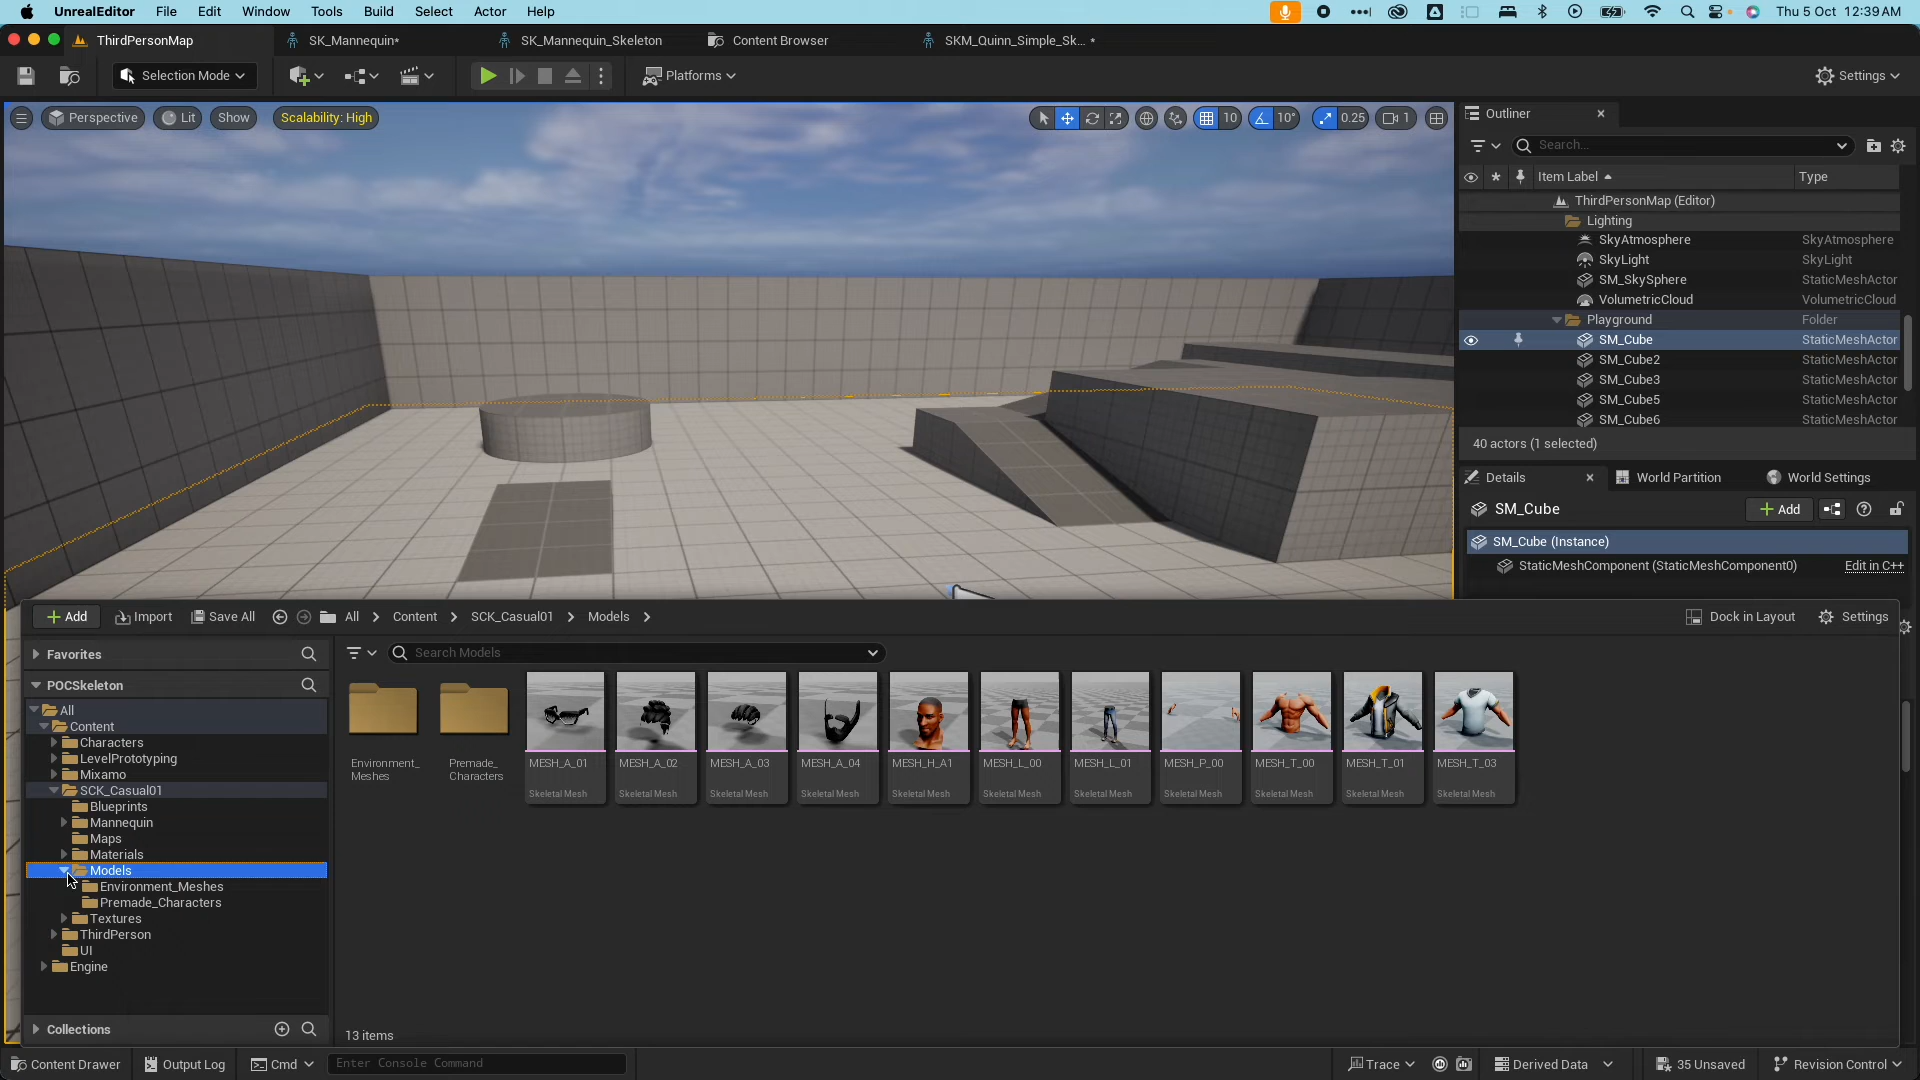 UnrealEditor File Edit Window Tools Build Select Actor Help Thu 5 Oct 12:39 AM
ThirdPersonMap SK_Mannequin* SK_Mannequin_Skeleton Content Browser SKM_Quinn_Simple_Sk... *
Selection Mode Platforms Settings
Perspective Lit Show Scalability: High 10 10° 0.25 1
Outliner
Search...
Item Label Type
ThirdPersonMap (Editor)
Lighting
SkyAtmosphere SkyAtmosphere
SkyLight SkyLight
SM_SkySphere StaticMeshActor
VolumetricCloud VolumetricCloud
Playground Folder
SM_Cube StaticMeshActor
SM_Cube2 StaticMeshActor
SM_Cube3 StaticMeshActor
SM_Cube5 StaticMeshActor
SM_Cube6 StaticMeshActor
40 actors (1 selected)
Details World Partition World Settings
SM_Cube Add
SM_Cube (Instance)
StaticMeshComponent (StaticMeshComponent0) Edit in C++
Add Import Save All All Content SCK_Casual01 Models Dock in Layout Settings
Favorites
POCSkeleton
All
Content
Characters
LevelPrototyping
Mixamo
SCK_Casual01
Blueprints
Mannequin
Maps
Materials
Models
Environment_Meshes
Premade_Characters
Textures
ThirdPerson
UI
Engine
Collections
Search Models
Environment_
Meshes
Premade_
Characters
MESH_A_01
Skeletal Mesh
MESH_A_02
Skeletal Mesh
MESH_A_03
Skeletal Mesh
MESH_A_04
Skeletal Mesh
MESH_H_A1
Skeletal Mesh
MESH_L_00
Skeletal Mesh
MESH_L_01
Skeletal Mesh
MESH_P_00
Skeletal Mesh
MESH_T_00
Skeletal Mesh
MESH_T_01
Skeletal Mesh
MESH_T_03
Skeletal Mesh
13 items
Content Drawer Output Log Cmd Enter Console Command Trace Derived Data 35 Unsaved Revision Control